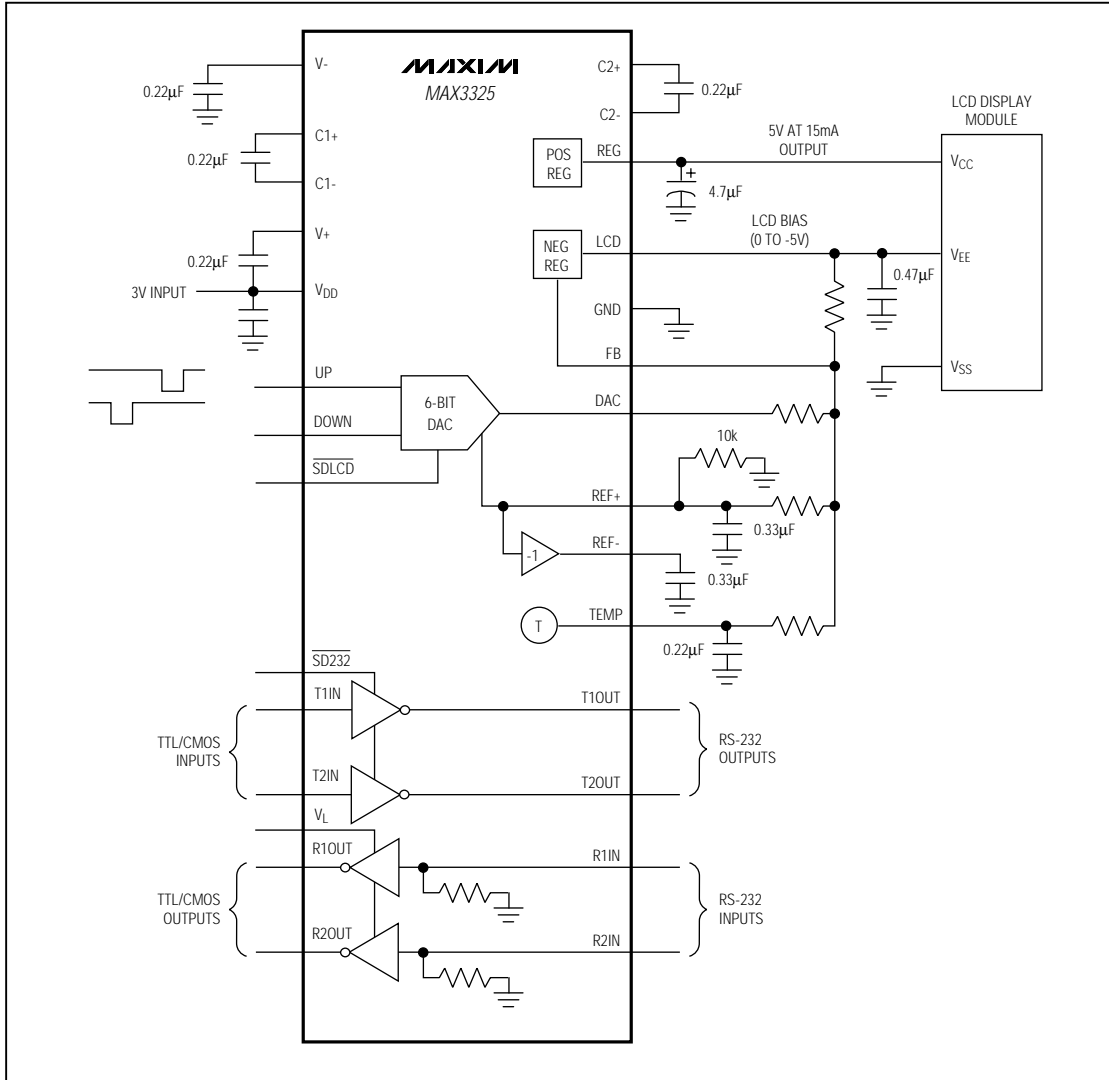 MAXIM
MAX3325
V-
0.22µF
C1+
0.22µF
C1-
V+
0.22µF
3V INPUT
VDD
UP
DOWN
SDLCD
6-BIT
DAC
C2+
0.22µF
C2-
POS
REG
REG
5V AT 15mA
OUTPUT
+
4.7µF
LCD DISPLAY
MODULE
VCC
NEG
REG
LCD
LCD BIAS
(0 TO -5V)
VEE
0.47µF
GND
FB
VSS
DAC
10k
REF+
0.33µF
-1
REF-
0.33µF
T
TEMP
0.22µF
SD232
T1IN
T1OUT
TTL/CMOS
INPUTS
RS-232
OUTPUTS
T2IN
T2OUT
VL
R1OUT
R1IN
TTL/CMOS
OUTPUTS
RS-232
INPUTS
R2OUT
R2IN